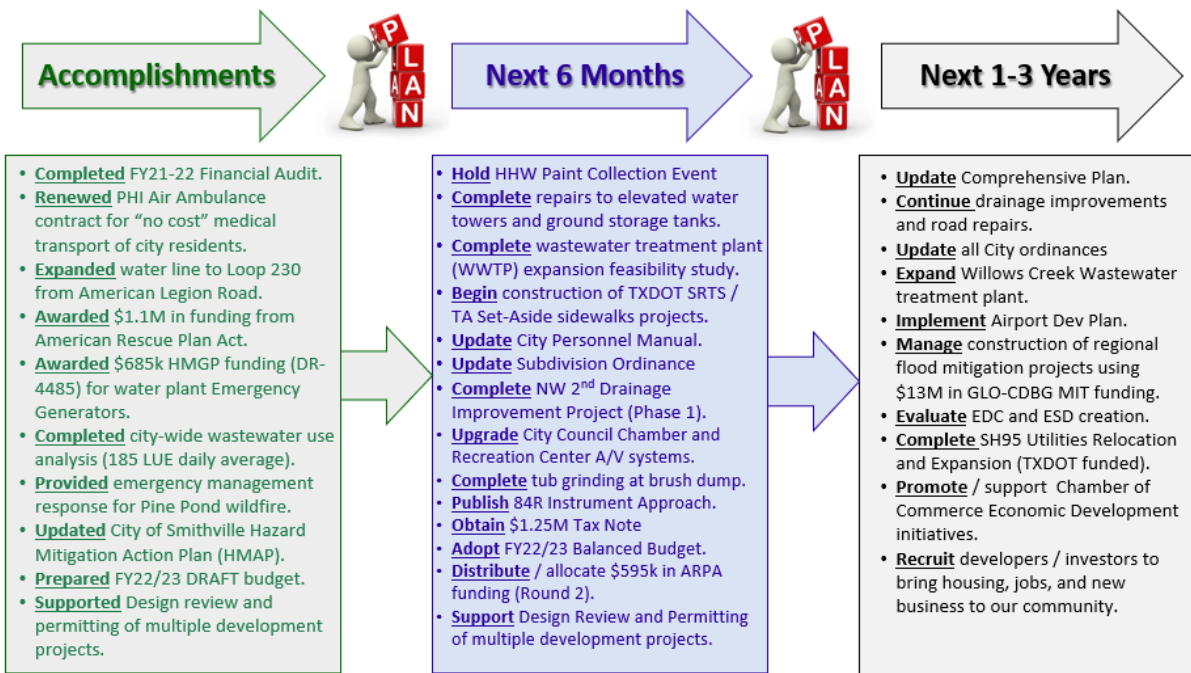 Accomplishments
P
L
A A
N
Next 6 Months
P
L
A A
N
Next 1-3 Years
• Completed FY21-22 Financial Audit.
• Renewed PHI Air Ambulance
contract for “no cost” medical
transport of city residents.
• Expanded water line to Loop 230
from American Legion Road.
• Awarded $1.1M in funding from
American Rescue Plan Act.
• Awarded $685k HMGP funding (DR-
4485) for water plant Emergency
Generators.
• Completed city-wide wastewater use
analysis (185 LUE daily average).
• Provided emergency management
response for Pine Pond wildfire.
• Updated City of Smithville Hazard
Mitigation Action Plan (HMAP).
• Prepared FY22/23 DRAFT budget.
• Supported Design review and
permitting of multiple development
projects.
• Hold HHW Paint Collection Event
• Complete repairs to elevated water
towers and ground storage tanks.
• Complete wastewater treatment plant
(WWTP) expansion feasibility study.
• Begin construction of TXDOT SRTS /
TA Set-Aside sidewalks projects.
• Update City Personnel Manual.
• Update Subdivision Ordinance
• Complete NW 2nd Drainage
Improvement Project (Phase 1).
• Upgrade City Council Chamber and
Recreation Center A/V systems.
• Complete tub grinding at brush dump.
• Publish 84R Instrument Approach.
• Obtain $1.25M Tax Note
• Adopt FY22/23 Balanced Budget.
• Distribute / allocate $595k in ARPA
funding (Round 2).
• Support Design Review and Permitting
of multiple development projects.
• Update Comprehensive Plan.
• Continue drainage improvements
and road repairs.
• Update all City ordinances
• Expand Willows Creek Wastewater
treatment plant.
• Implement Airport Dev Plan.
• Manage construction of regional
flood mitigation projects using
$13M in GLO-CDBG MIT funding.
• Evaluate EDC and ESD creation.
• Complete SH95 Utilities Relocation
and Expansion (TXDOT funded).
• Promote / support Chamber of
Commerce Economic Development
initiatives.
• Recruit developers / investors to
bring housing, jobs, and new
business to our community.